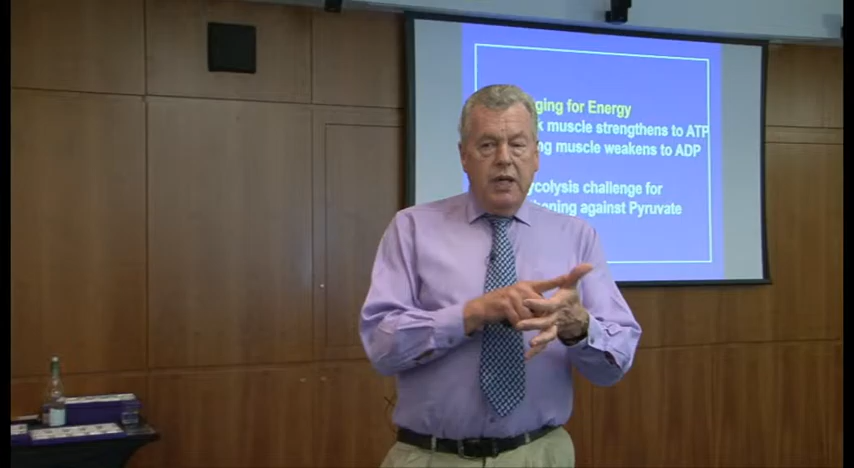 for Energy
muscle strengthens to ATP
muscle weakens to ADP
challenge for
against Pyruvate